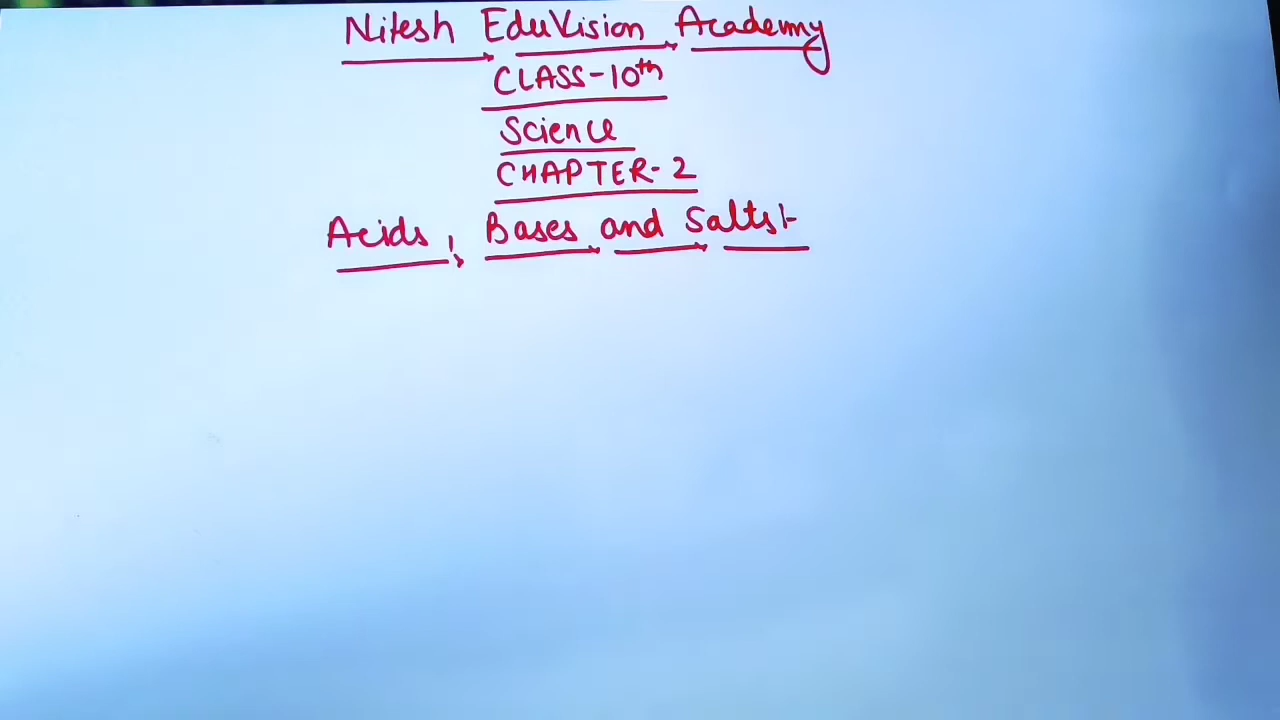 Nitesh EduVision Academy
CLASS-10th
Science
CHAPTER-2
Acids, Bases and Salts:-